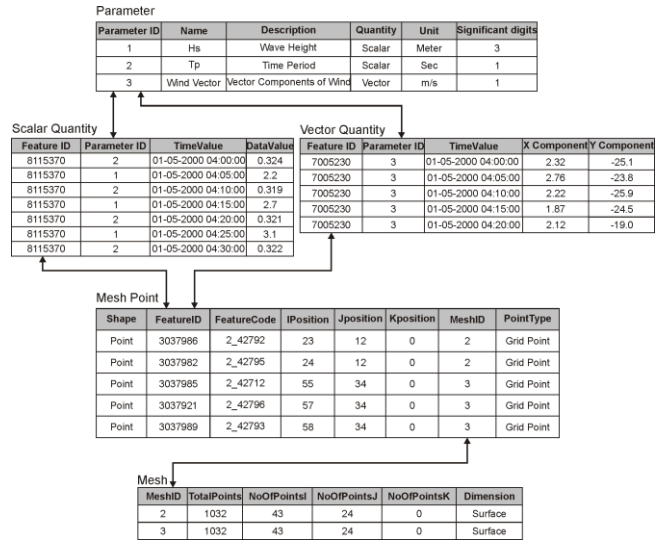 Parameter
Parameter ID Name Description Quantity Unit Significant digits
1 Hs Wave Height Scalar Meter 3
2 Tp Time Period Scalar Sec 1
3 Wind Vector Vector Components of Wind Vector m/s 1
Scalar Quantity
Feature ID Parameter ID TimeValue DataValue
8115370 2 01-05-2000 04:00:00 0.324
8115370 1 01-05-2000 04:05:00 2.2
8115370 2 01-05-2000 04:10:00 0.319
8115370 1 01-05-2000 04:15:00 2.7
8115370 2 01-05-2000 04:20:00 0.321
8115370 1 01-05-2000 04:25:00 3.1
8115370 2 01-05-2000 04:30:00 0.322
Vector Quantity
Feature ID Parameter ID TimeValue X Component Y Component
7005230 3 01-05-2000 04:00:00 2.32 -25.1
7005230 3 01-05-2000 04:05:00 2.76 -23.8
7005230 3 01-05-2000 04:10:00 2.22 -25.9
7005230 3 01-05-2000 04:15:00 1.87 -24.5
7005230 3 01-05-2000 04:20:00 2.12 -19.0
Mesh Point
Shape FeatureID FeatureCode IPosition Jposition Kposition MeshID PointType
Point 3037986 2_42792 23 12 0 2 Grid Point
Point 3037982 2_42795 24 12 0 2 Grid Point
Point 3037985 2_42712 55 34 0 3 Grid Point
Point 3037921 2_42796 57 34 0 3 Grid Point
Point 3037989 2_42793 58 34 0 3 Grid Point
Mesh
MeshID TotalPoints NoOfPointsI NoOfPointsJ NoOfPointsK Dimension
2 1032 43 24 0 Surface
3 1032 43 24 0 Surface